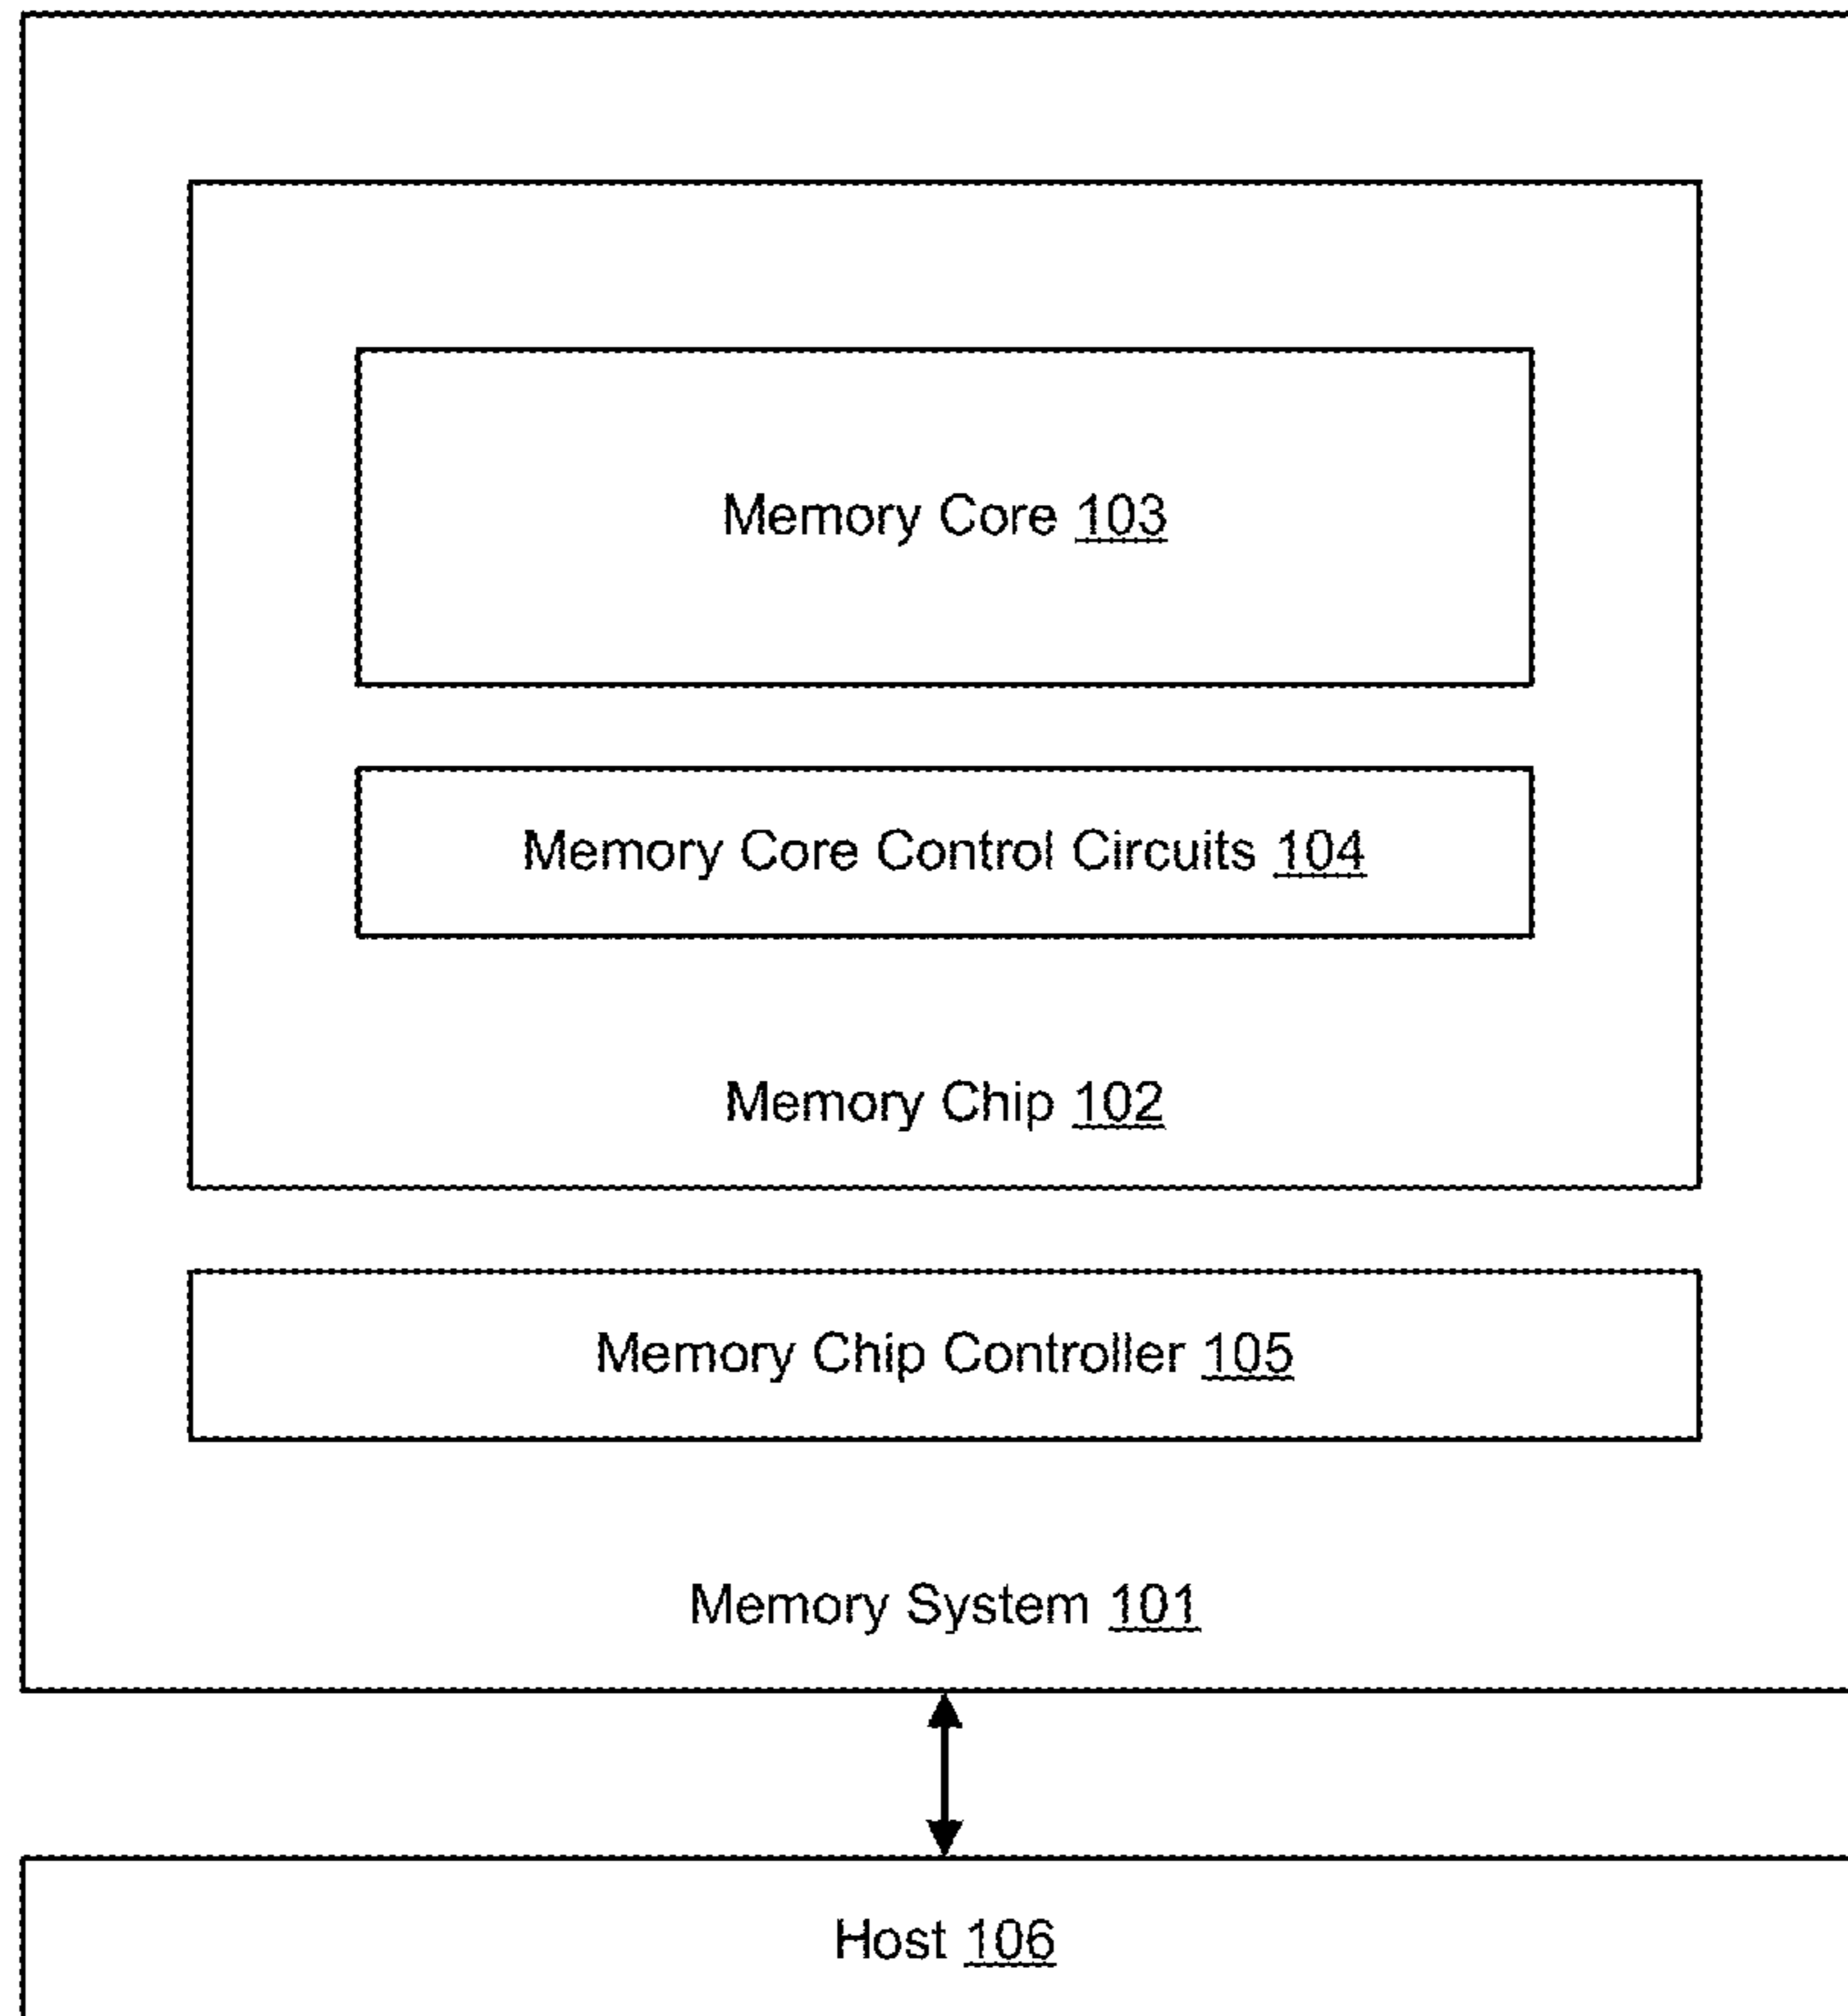 Memory Core 103
Memory Core Control Circuits 104
Memory Chip 102
Memory Chip Controller 105
Memory System 101
Host 106